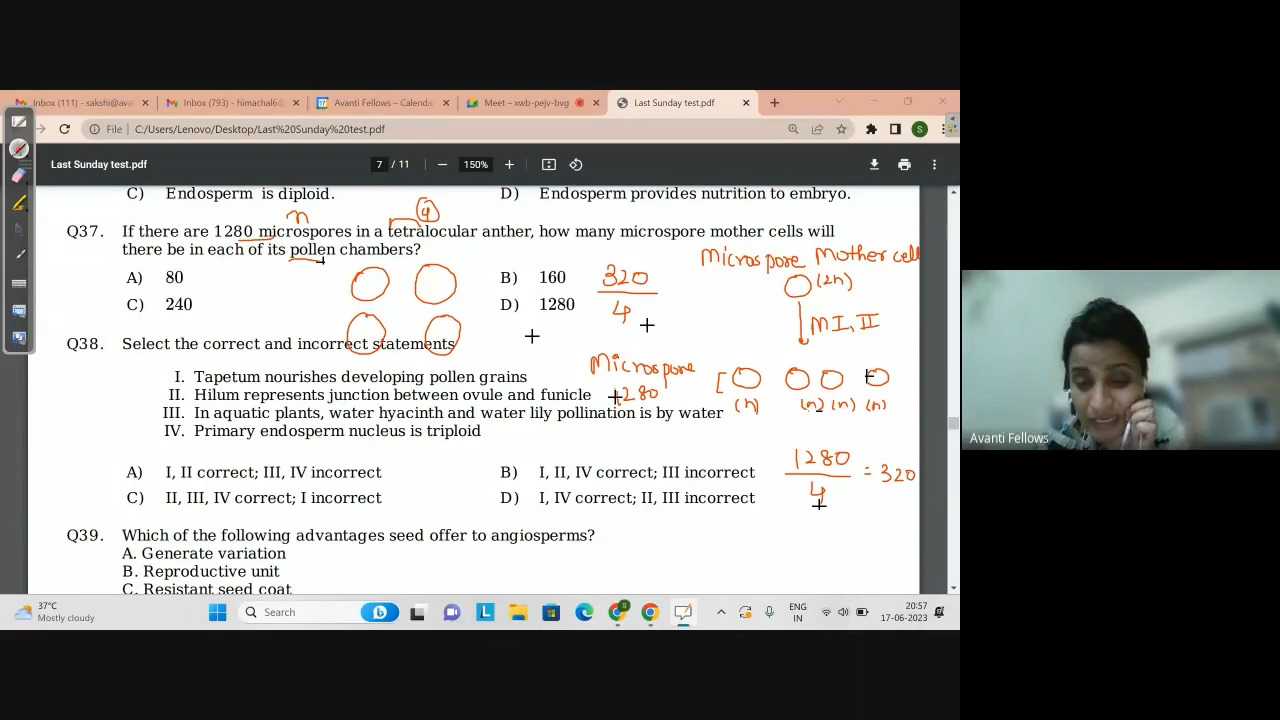 Inbox (111) – sakshi@ava
Inbox (793) - himachal6@
Avanti Fellows – Calenda
Meet – xwb-pejv-bvg
Last Sunday test.pdf
File
C:/Users/Lenovo/Desktop/Last%20Sunday%20test.pdf
S
Last Sunday test.pdf
7 / 11
150%
C) Endosperm is diploid.
D) Endosperm provides nutrition to embryo.
n
4
Q37. If there are 1280 microspores in a tetralocular anther, how many microspore mother cells will
there be in each of its pollen chambers?
A) 80
B) 160
C) 240
D) 1280
320
4
Microspore Mother cell
(2n)
MI, II
Q38. Select the correct and incorrect statements
Microspore
1280
(n) (n) (n) (n)
I. Tapetum nourishes developing pollen grains
II. Hilum represents junction between ovule and funicle
III. In aquatic plants, water hyacinth and water lily pollination is by water
IV. Primary endosperm nucleus is triploid
A) I, II correct; III, IV incorrect
B) I, II, IV correct; III incorrect
C) II, III, IV correct; I incorrect
D) I, IV correct; II, III incorrect
1280
4
= 320
Q39. Which of the following advantages seed offer to angiosperms?
A. Generate variation
B. Reproductive unit
C. Resistant seed coat
Avanti Fellows
37°C
Mostly cloudy
Search
ENG
IN
20:57
17-06-2023